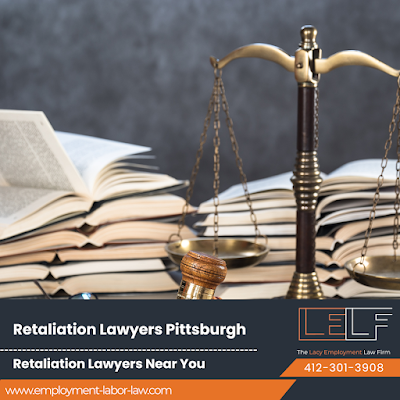 Retaliation Lawyers Pittsburgh
Retaliation Lawyers Near You
www.employment-labor-law.com
LELF
The Lacy Employment Law Firm
412-301-3908